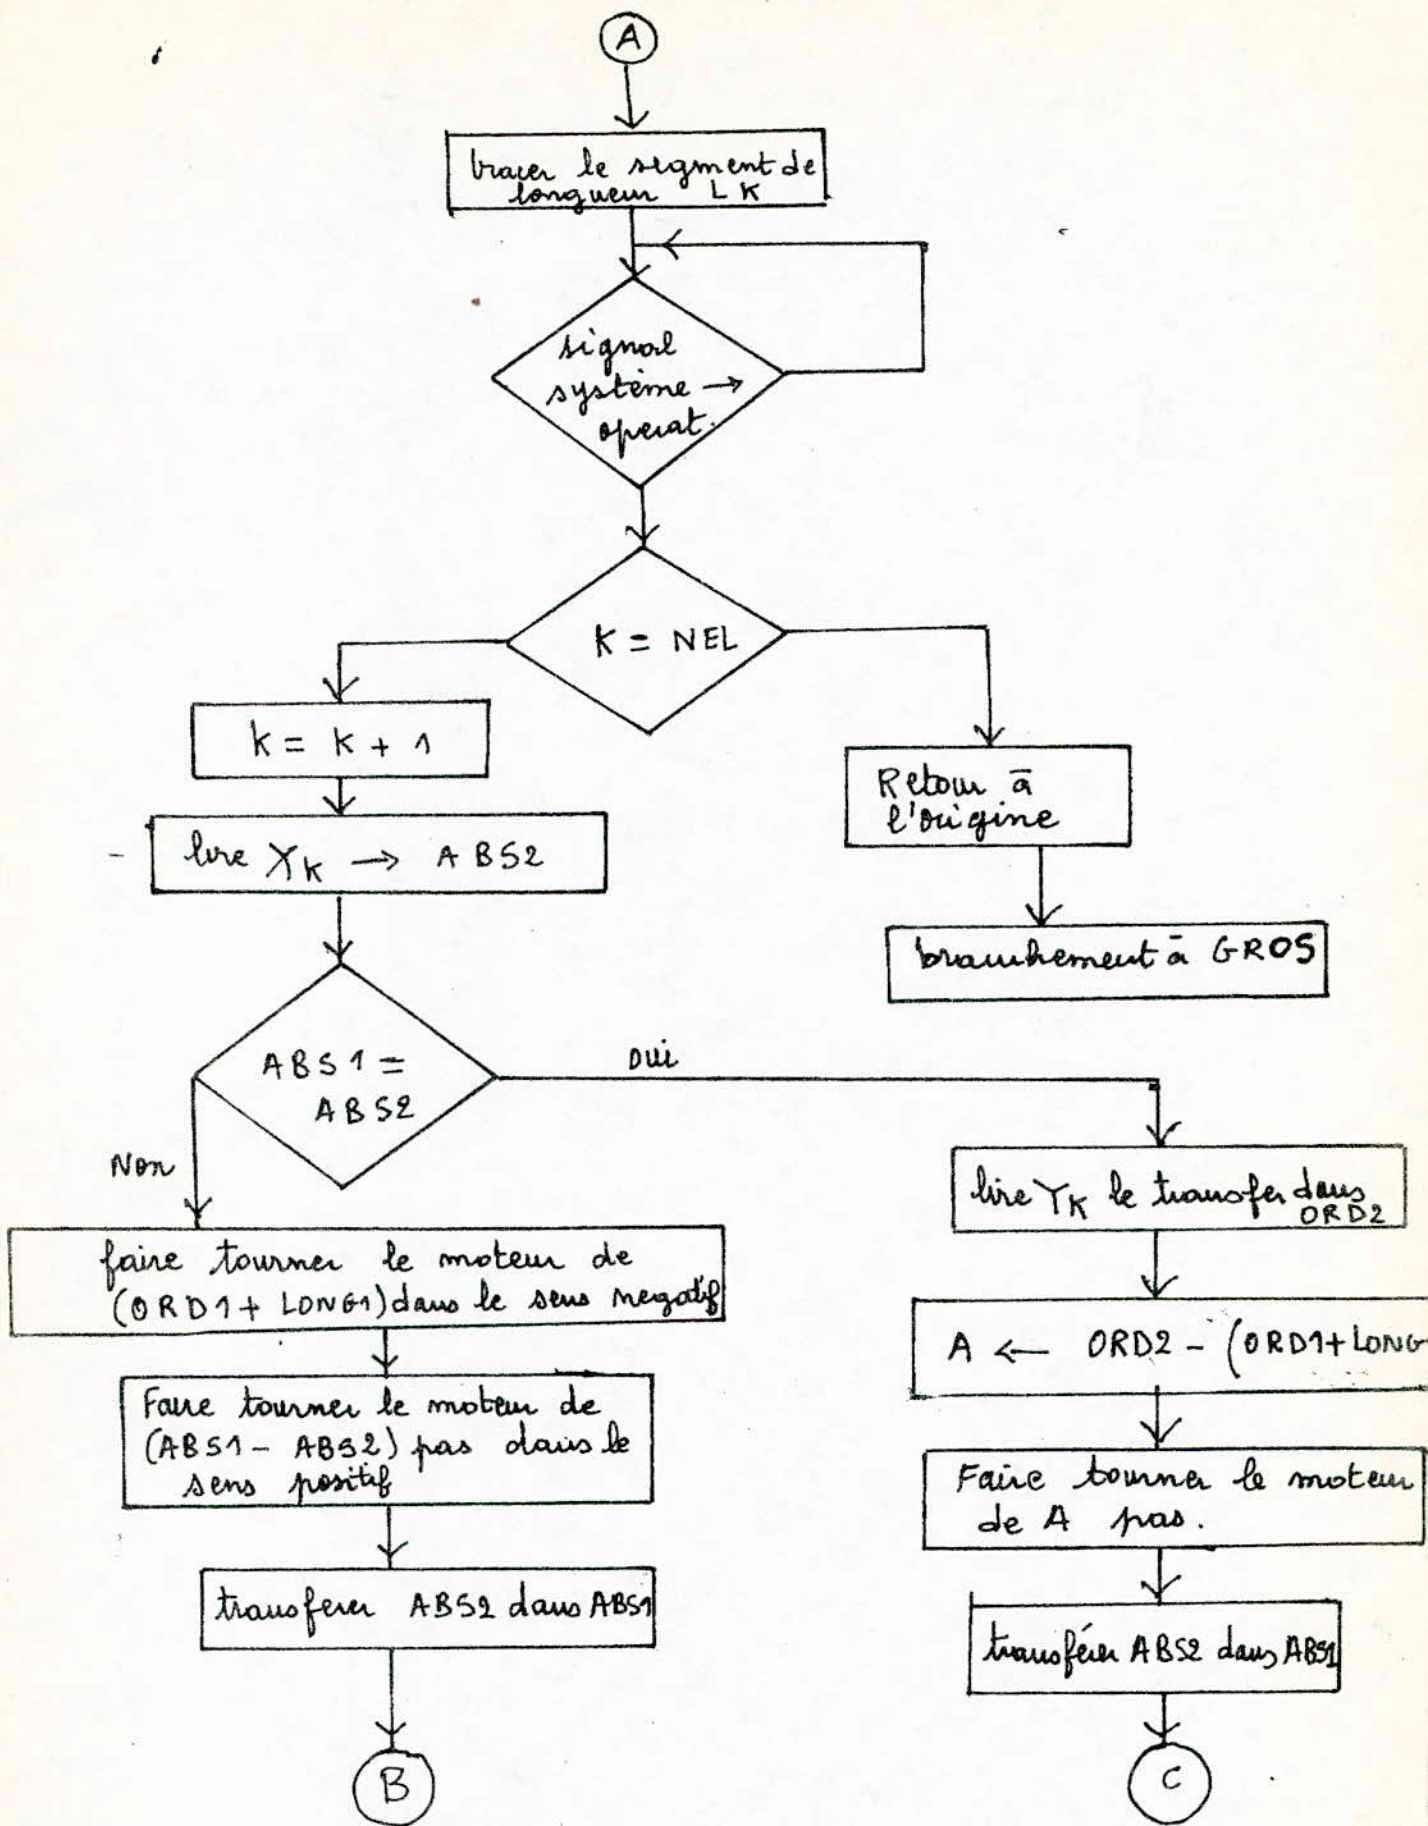 A
tracer le segment de
longueur LK
signal
système →
operat.
K = NEL
k = K + 1
Retour à
l'origine
lire XK → ABS2
branchement à GROS
ABS1 =
ABS2
oui
Non
lire YK le transfer dans
ORD2
faire tourner le moteur de
(ORD1 + LONG1) dans le sens negatif
A ← ORD2 - (ORD1 + LONG
Faire tourner le moteur de
(ABS1 - ABS2) pas dans le
sens positif
Faire tourner le moteur
de A pas.
transferer ABS2 dans ABS1
transférer ABS2 dans ABS1
B
C